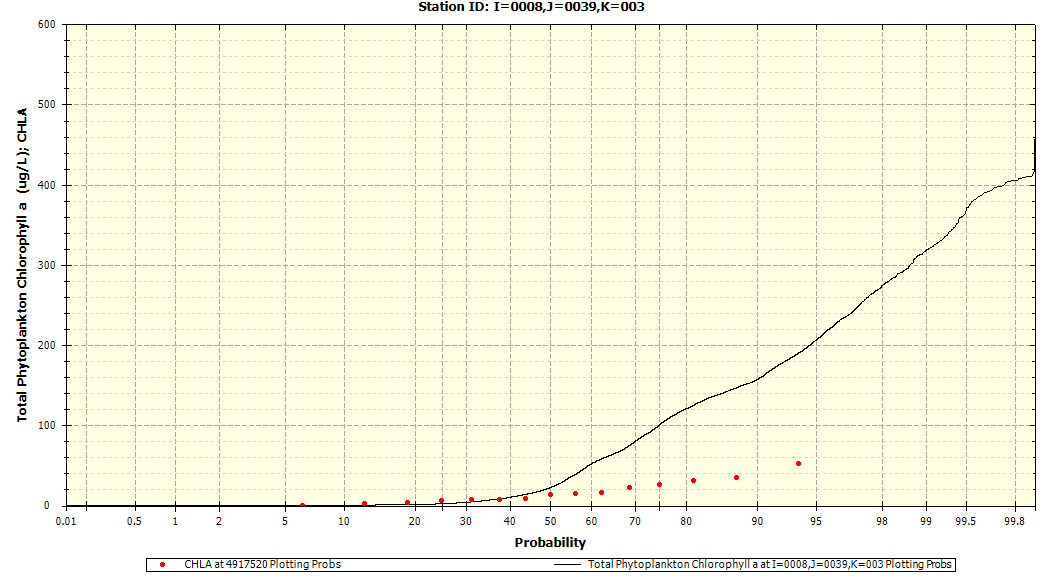 Station ID: I=0008,J=0039,K=003
Total Phytoplankton Chlorophyll a (ug/L); CHLA
600
500
400
300
200
100
0
0.01 0.5 1 2 5 10 20 30 40 50 60 70 80 90 95 98 99 99.5 99.8
Probability
CHLA at 4917520 Plotting Probs
Total Phytoplankton Chlorophyll a at I=0008,J=0039,K=003 Plotting Probs